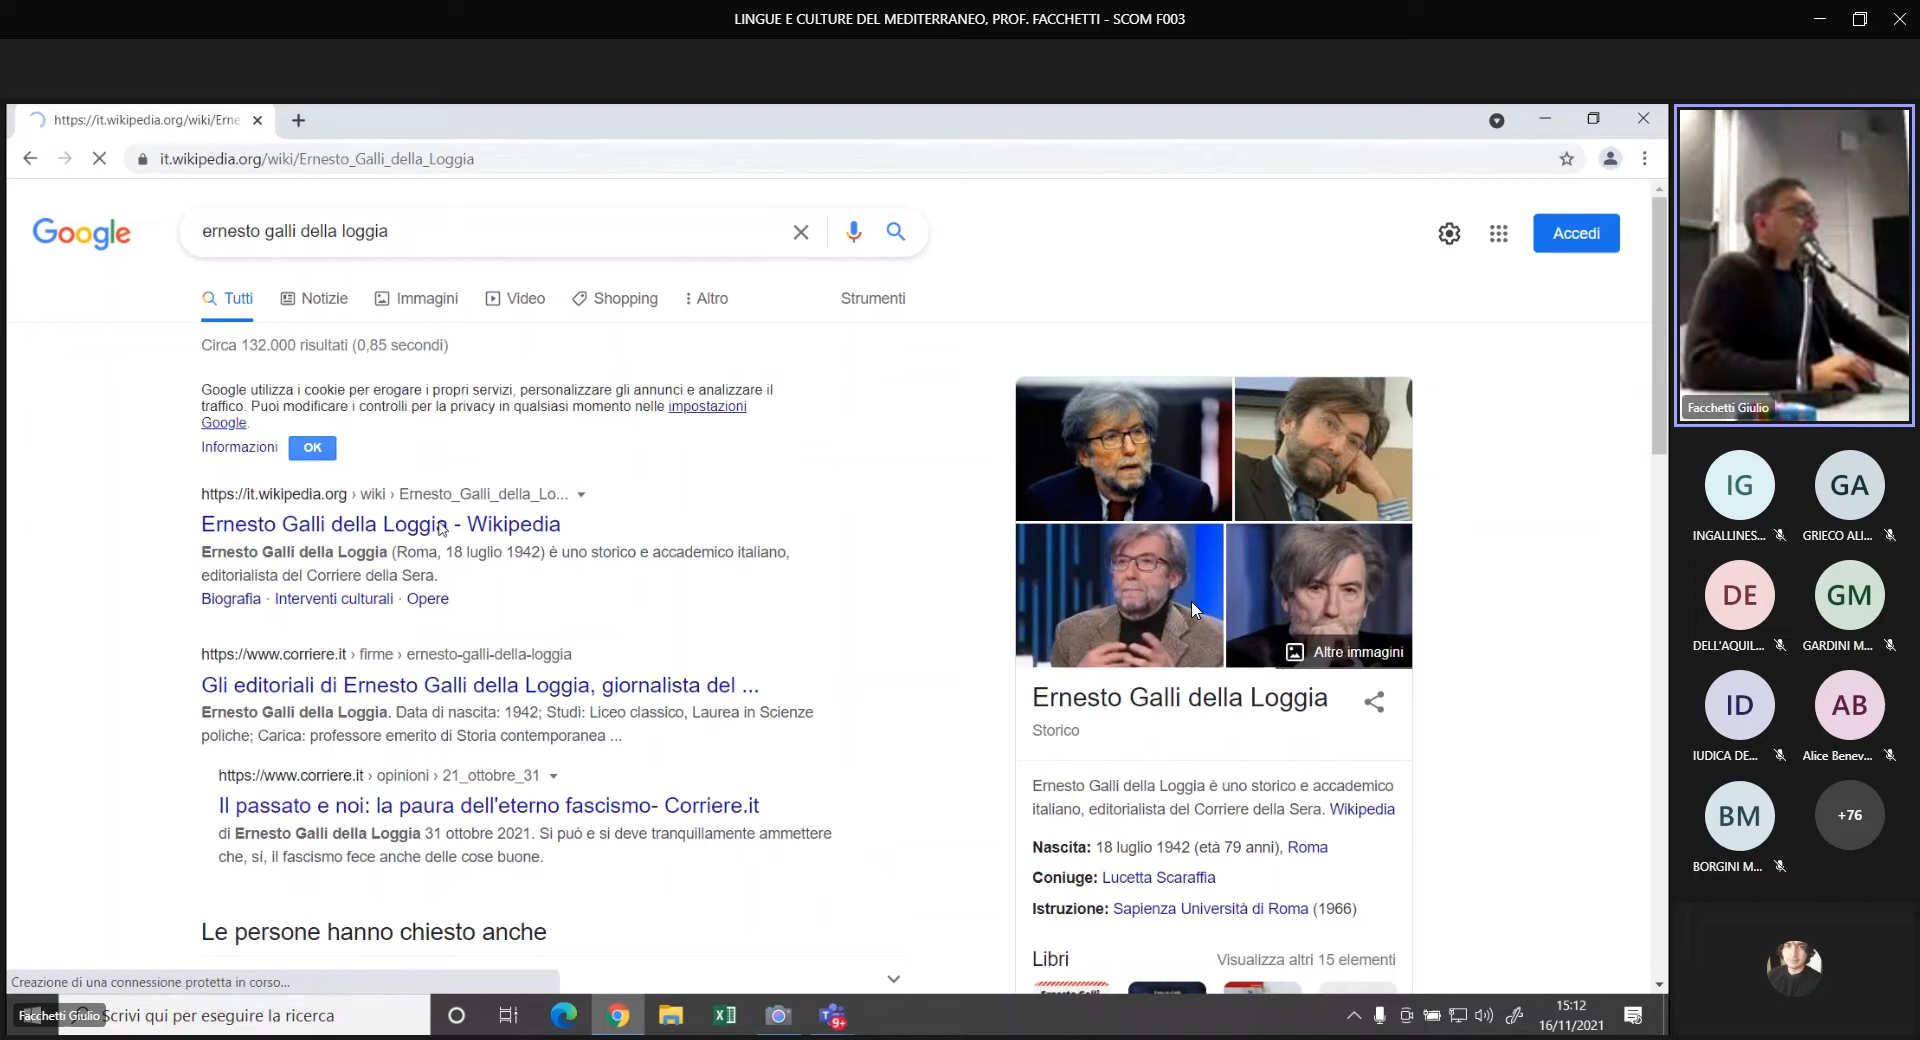 LINGUE E CULTURE DEL MEDITERRANEO, PROF. FACCHETTI - SCOM F003
https://it.wikipedia.org/wiki/Erne
it.wikipedia.org/wiki/Ernesto_Galli_della_Loggia
Google
ernesto galli della loggia
Accedi
Tutti
Notizie
Immagini
Video
Shopping
Altro
Strumenti
Circa 132.000 risultati (0,85 secondi)
Google utilizza i cookie per erogare i propri servizi, personalizzare gli annunci e analizzare il
traffico. Puoi modificare i controlli per la privacy in qualsiasi momento nelle impostazioni
Google.
Informazioni OK
https://it.wikipedia.org › wiki › Ernesto_Galli_della_Lo...
Ernesto Galli della Loggia - Wikipedia
Ernesto Galli della Loggia (Roma, 18 luglio 1942) è uno storico e accademico italiano,
editorialista del Corriere della Sera.
Biografia · Interventi culturali · Opere
https://www.corriere.it › firme › ernesto-galli-della-loggia
Gli editoriali di Ernesto Galli della Loggia, giornalista del ...
Ernesto Galli della Loggia. Data di nascita: 1942; Studi: Liceo classico, Laurea in Scienze
poliche; Carica: professore emerito di Storia contemporanea ...
https://www.corriere.it › opinioni › 21_ottobre_31
Il passato e noi: la paura dell'eterno fascismo- Corriere.it
di Ernesto Galli della Loggia 31 ottobre 2021. Si può e si deve tranquillamente ammettere
che, sì, il fascismo fece anche delle cose buone.
Le persone hanno chiesto anche
Creazione di una connessione protetta in corso...
Altre immagini
Ernesto Galli della Loggia
Storico
Ernesto Galli della Loggia è uno storico e accademico
italiano, editorialista del Corriere della Sera. Wikipedia
Nascita: 18 luglio 1942 (età 79 anni), Roma
Coniuge: Lucetta Scaraffia
Istruzione: Sapienza Università di Roma (1966)
Libri
Visualizza altri 15 elementi
Facchetti Giulio
IG
INGALLINES...
GA
GRIECO ALI...
DE
DELL'AQUIL...
GM
GARDINI M...
ID
IUDICA DE...
AB
Alice Benev...
BM
BORGINI M...
+76
Facchetti Giulio
Scrivi qui per eseguire la ricerca
9+
15:12
16/11/2021